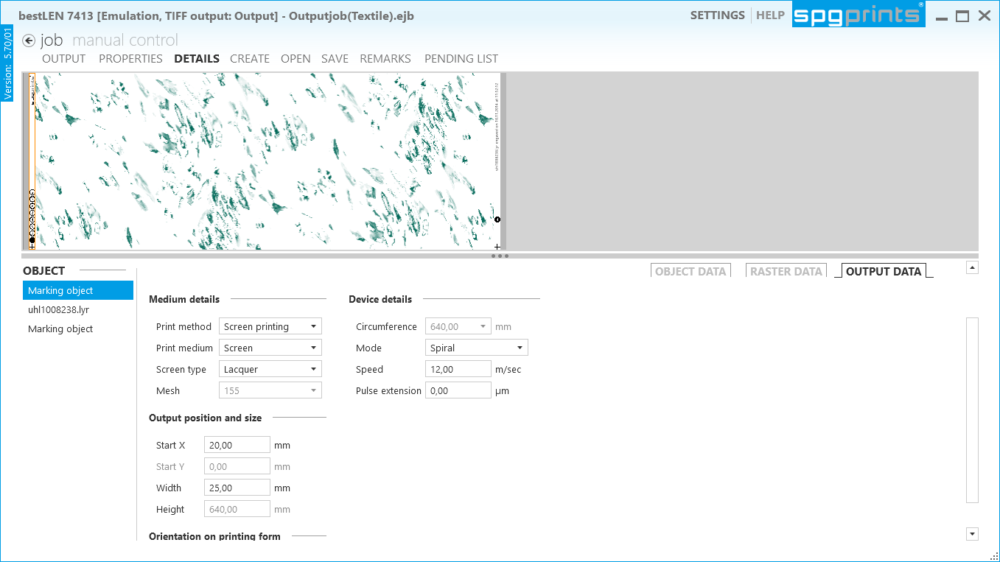 bestLEN 7413 [Emulation, TIFF output: Output] - Outputjob(Textile).ejb
SETTINGS HELP
spgprints®
Version: 5.70/01
job manual control
OUTPUT PROPERTIES DETAILS CREATE OPEN SAVE REMARKS PENDING LIST
OBJECT
Marking object
uhl1008238.lyr
Marking object
OBJECT DATA RASTER DATA OUTPUT DATA
Medium details
Print method Screen printing
Print medium Screen
Screen type Lacquer
Mesh 155
Device details
Circumference 640,00 mm
Mode Spiral
Speed 12,00 m/sec
Pulse extension 0,00 µm
Output position and size
Start X 20,00 mm
Start Y 0,00 mm
Width 25,00 mm
Height 640,00 mm
Orientation on printing form